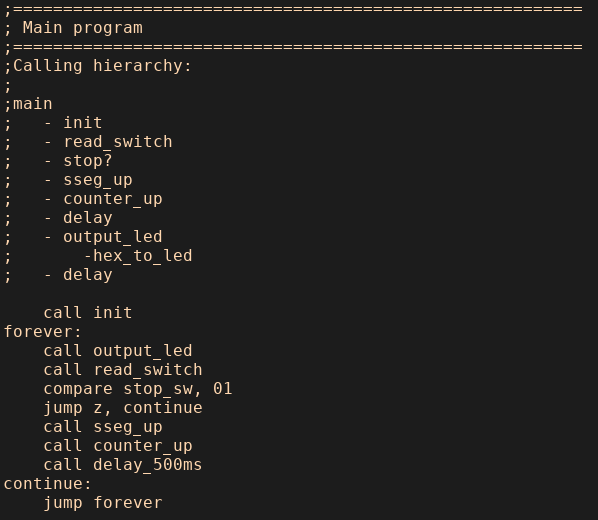 ;=========================================================
; Main program
;=========================================================
;Calling hierarchy:
;
;main
;   - init
;   - read_switch
;   - stop?
;   - sseg_up
;   - counter_up
;   - delay
;   - output_led
;       -hex_to_led
;   - delay

    call init
forever:
    call output_led
    call read_switch
    compare stop_sw, 01
    jump z, continue
    call sseg_up
    call counter_up
    call delay_500ms
continue:
    jump forever